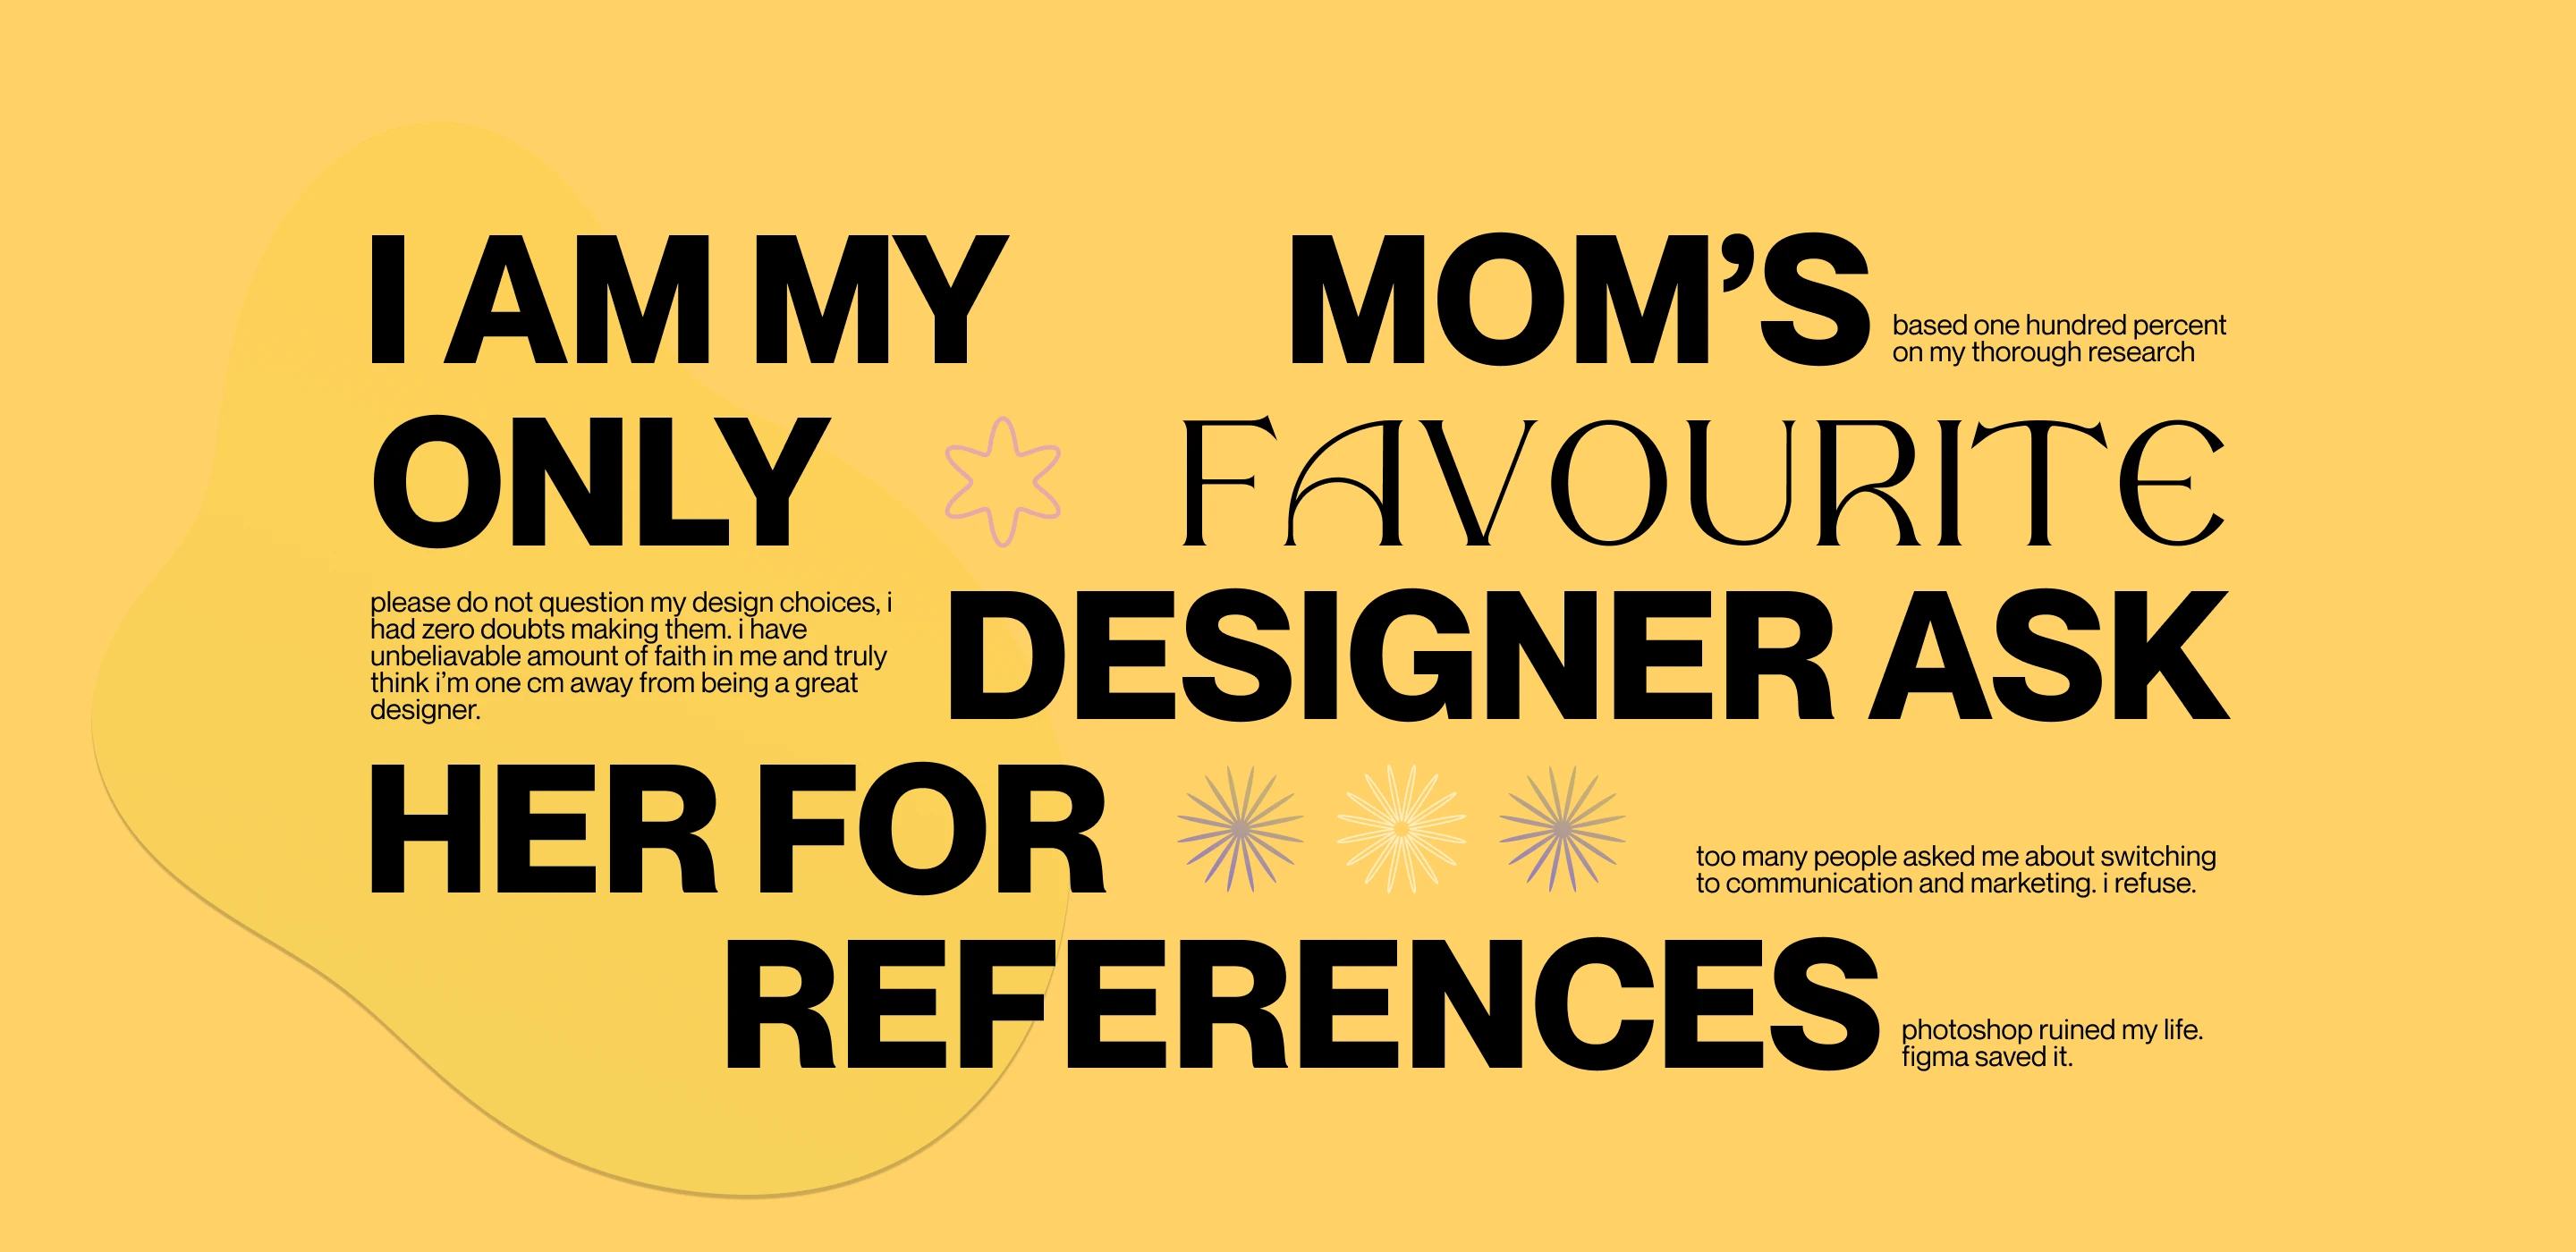 I AM MY MOM’S
based one hundred percent
on my thorough research
ONLY FAVOURITE
please do not question my design choices, i
had zero doubts making them. i have
unbeliavable amount of faith in me and truly
think i’m one cm away from being a great
designer.
DESIGNER ASK
HER FOR
too many people asked me about switching
to communication and marketing. i refuse.
REFERENCES
photoshop ruined my life.
figma saved it.